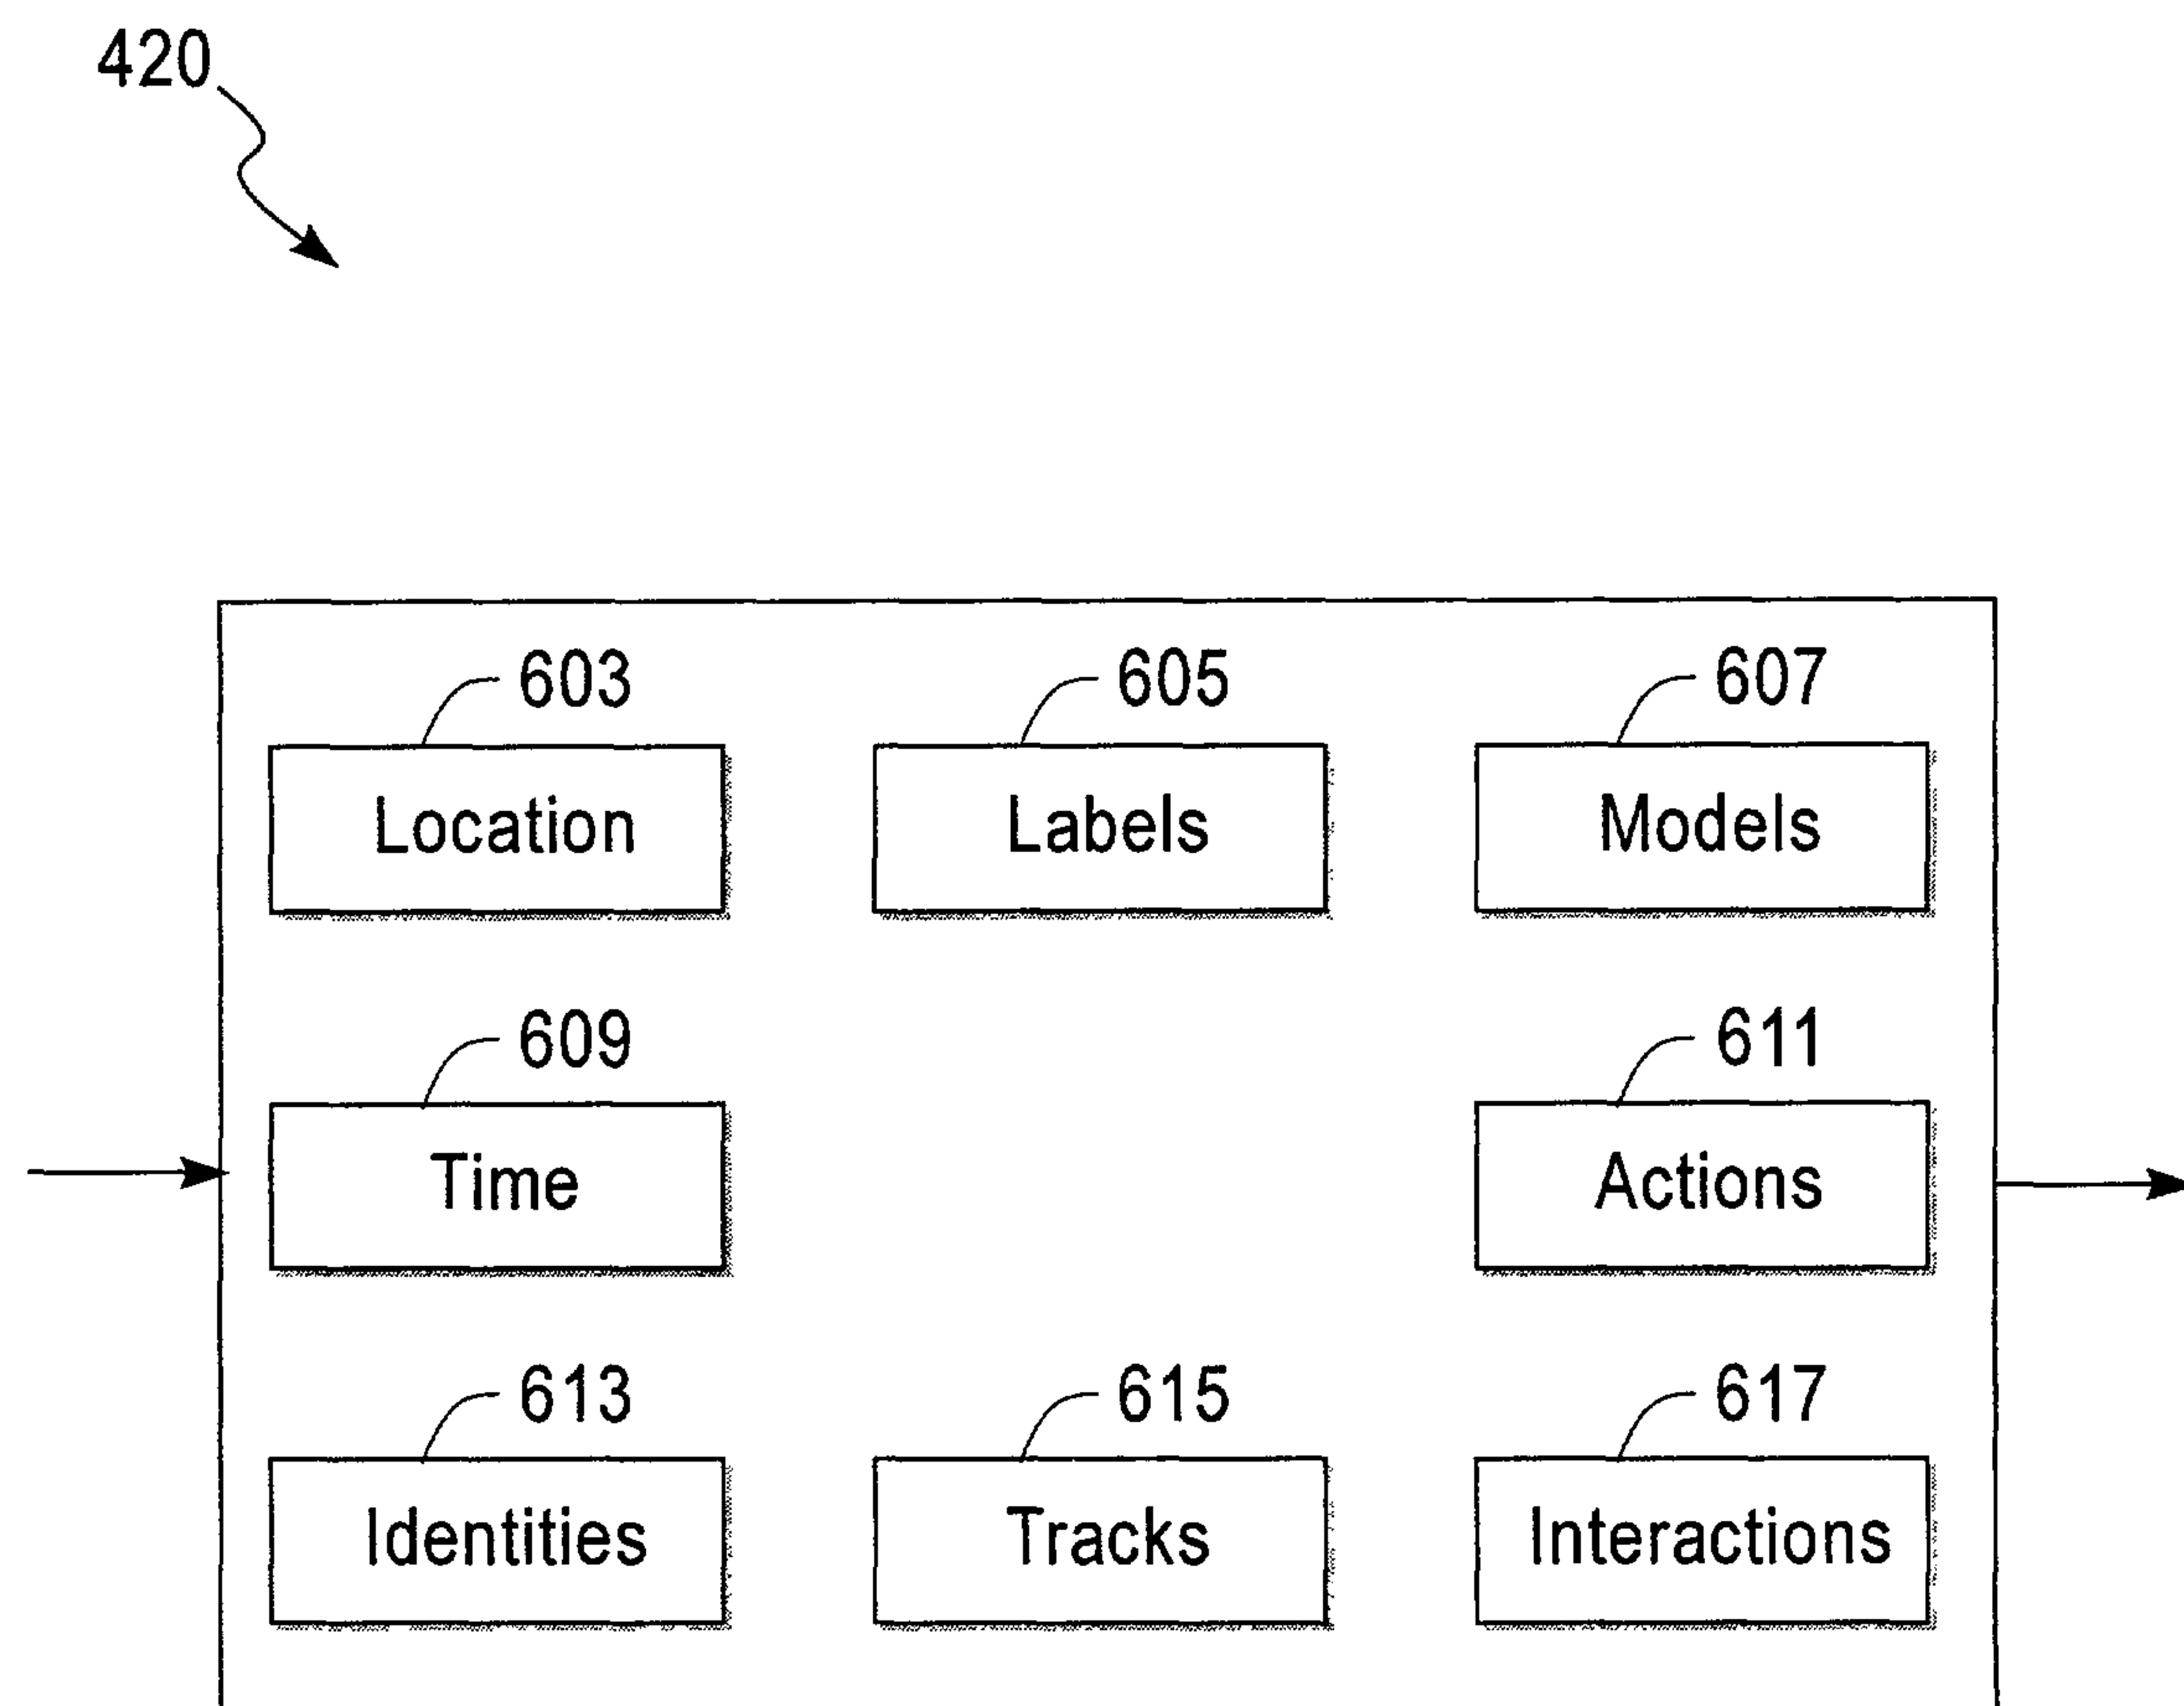 420
603
605
607
Location
Labels
Models
609
611
Time
Actions
613
615
617
Identities
Tracks
Interactions